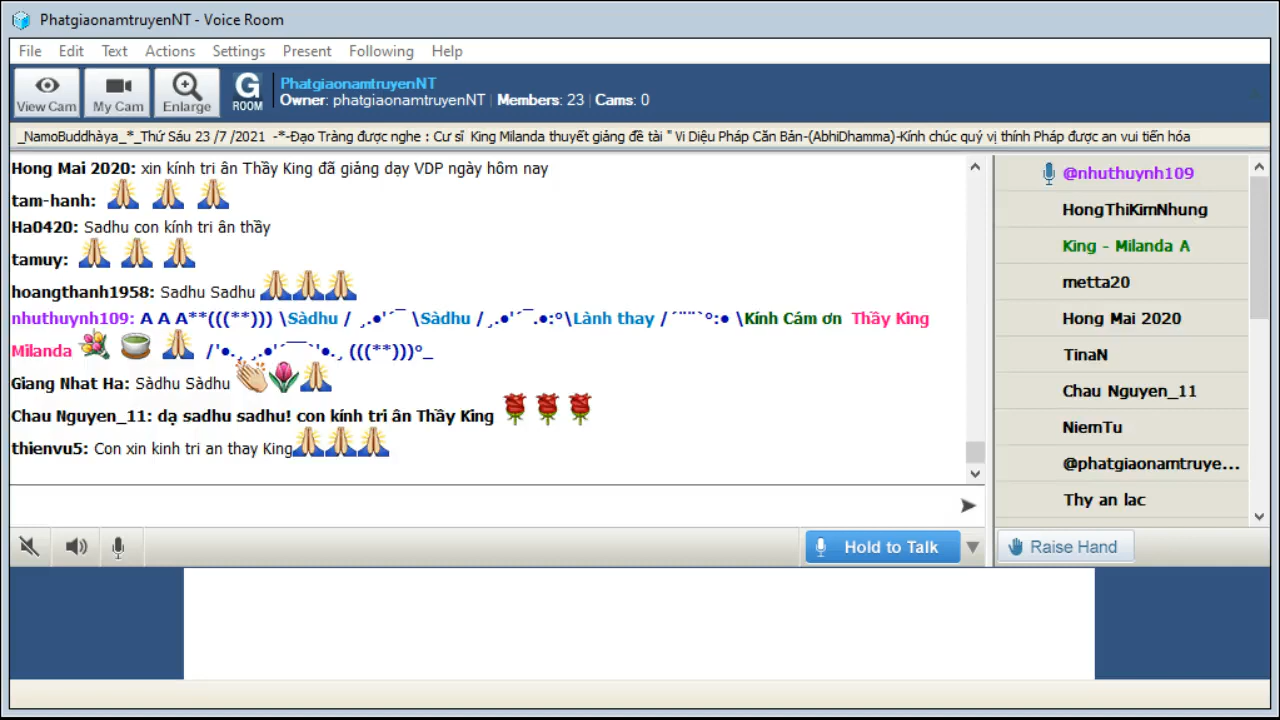 PhatgiaonamtruyenNT - Voice Room
File Edit Text Actions Settings Present Following Help
View Cam My Cam Enlarge G ROOM
PhatgiaonamtruyenNT
Owner: phatgiaonamtruyenNT | Members: 23 | Cams: 0
_NamoBuddhàya_*_Thứ Sáu 23 /7 /2021 -*-Đạo Tràng được nghe : Cư sĩ King Milanda thuyết giảng đề tài " Vi Diệu Pháp Căn Bản-(AbhiDhamma)-Kính chúc quý vị thính Pháp được an vui tiến hóa
Hong Mai 2020: xin kính tri ân Thầy King đã giảng dạy VDP ngày hôm nay
tam-hanh:
Ha0420: Sadhu con kính tri ân thầy
tamuy:
hoangthanh1958: Sadhu Sadhu
nhuthuynh109: A A A**(((**))) \Sàdhu / ¸.•'´¯ \Sàdhu /¸.•'´¯.•:°\Lành thay /´¨¨`°:• \Kính Cám ơn Thầy King
Milanda /'•.¸ ¸.•'´¯¯`'•.¸ (((**)))°_
Giang Nhat Ha: Sàdhu Sàdhu
Chau Nguyen_11: dạ sadhu sadhu! con kính tri ân Thầy King
thienvu5: Con xin kinh tri an thay King
@nhuthuynh109
HongThiKimNhung
King - Milanda A
metta20
Hong Mai 2020
TinaN
Chau Nguyen_11
NiemTu
@phatgiaonamtruye...
Thy an lac
Hold to Talk
Raise Hand